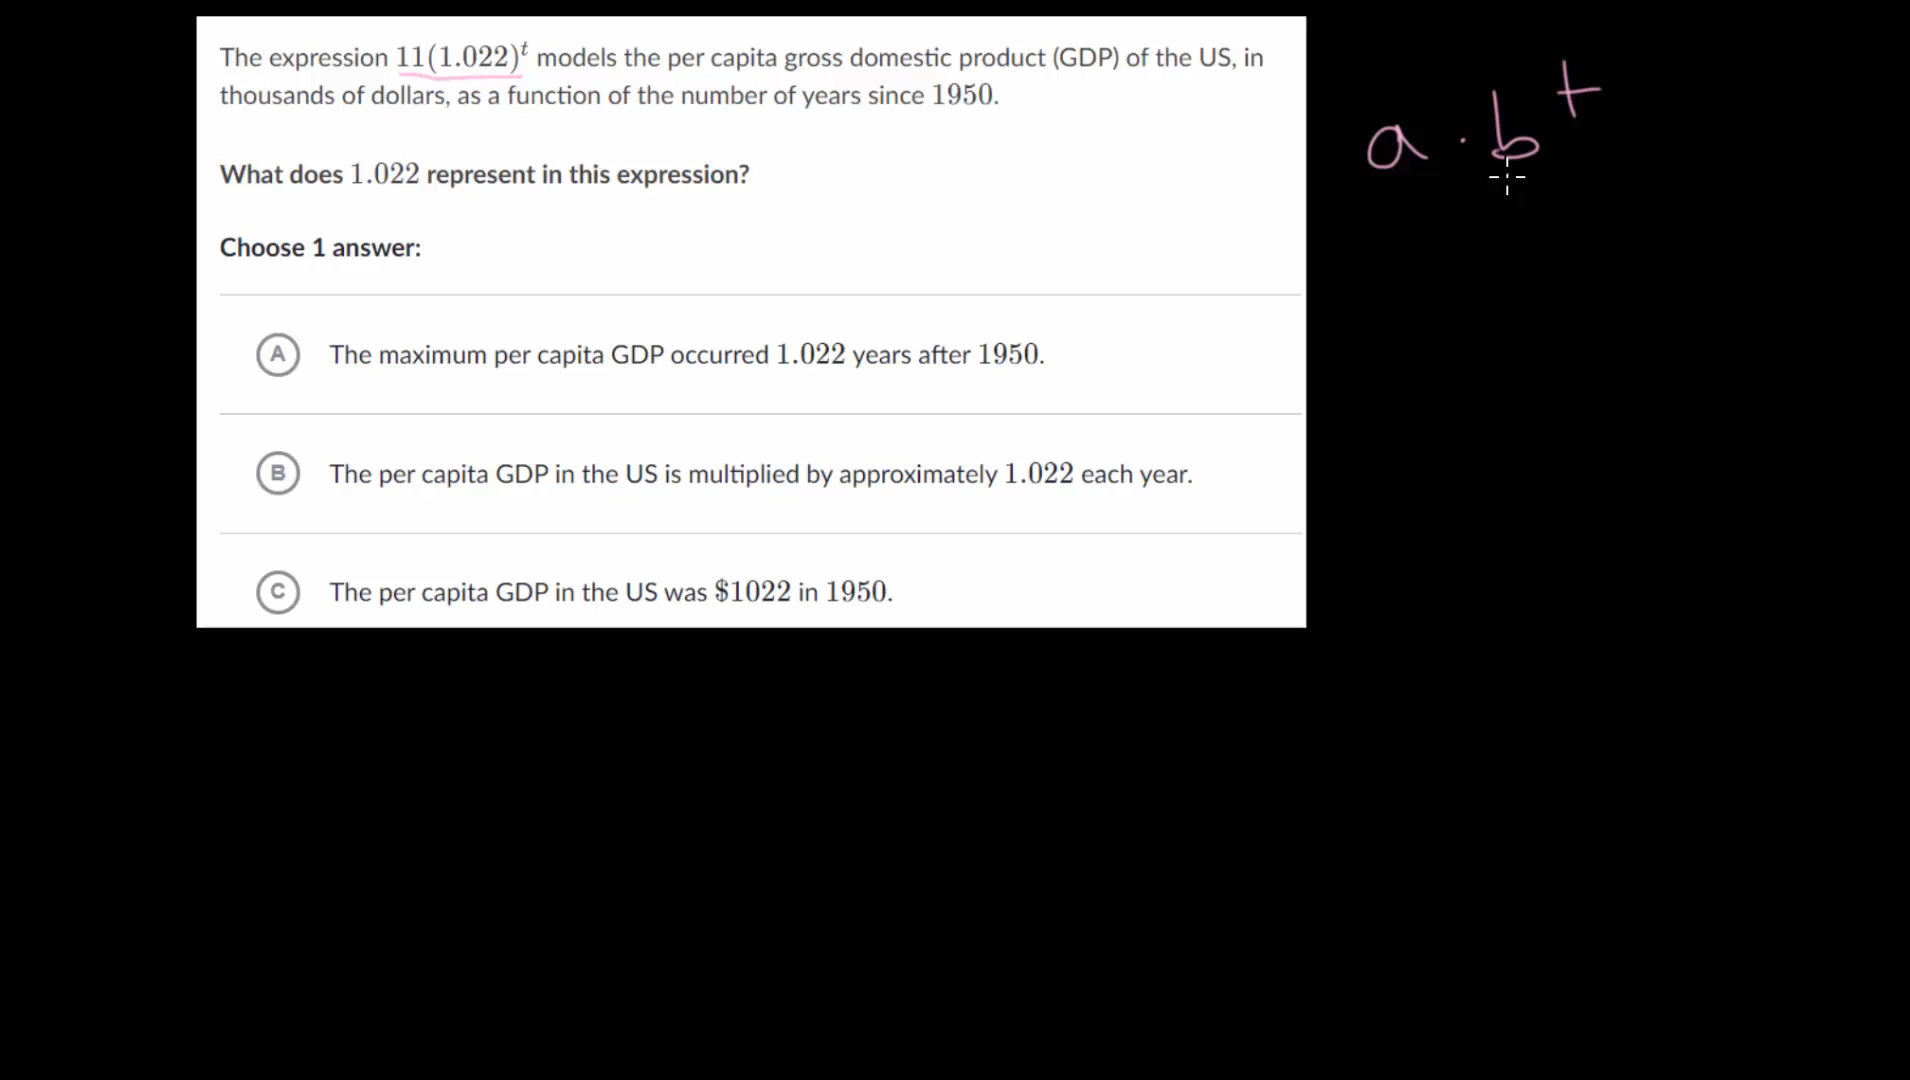 The expression 11(1.022)^t models the per capita gross domestic product (GDP) of the US, in
thousands of dollars, as a function of the number of years since 1950.
What does 1.022 represent in this expression?
Choose 1 answer:
A The maximum per capita GDP occurred 1.022 years after 1950.
B The per capita GDP in the US is multiplied by approximately 1.022 each year.
C The per capita GDP in the US was $1022 in 1950.
a · b^t